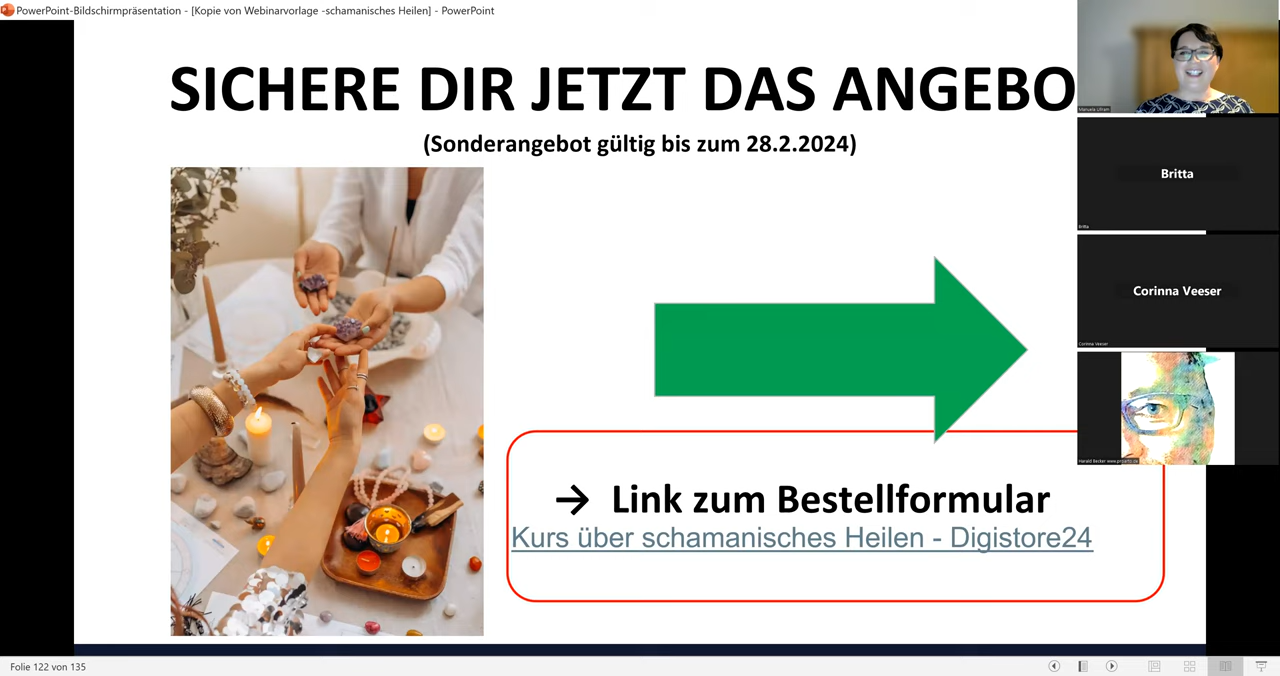 PowerPoint-Bildschirmpräsentation - [Kopie von Webinarvorlage -schamanisches Heilen] - PowerPoint
SICHERE DIR JETZT DAS ANGEBO
(Sonderangebot gültig bis zum 28.2.2024)
Manuela Ullram
Britta
Britta
Corinna Veeser
Corinna Veeser
→ Link zum Bestellformular
Kurs über schamanisches Heilen - Digistore24
Folie 122 von 135